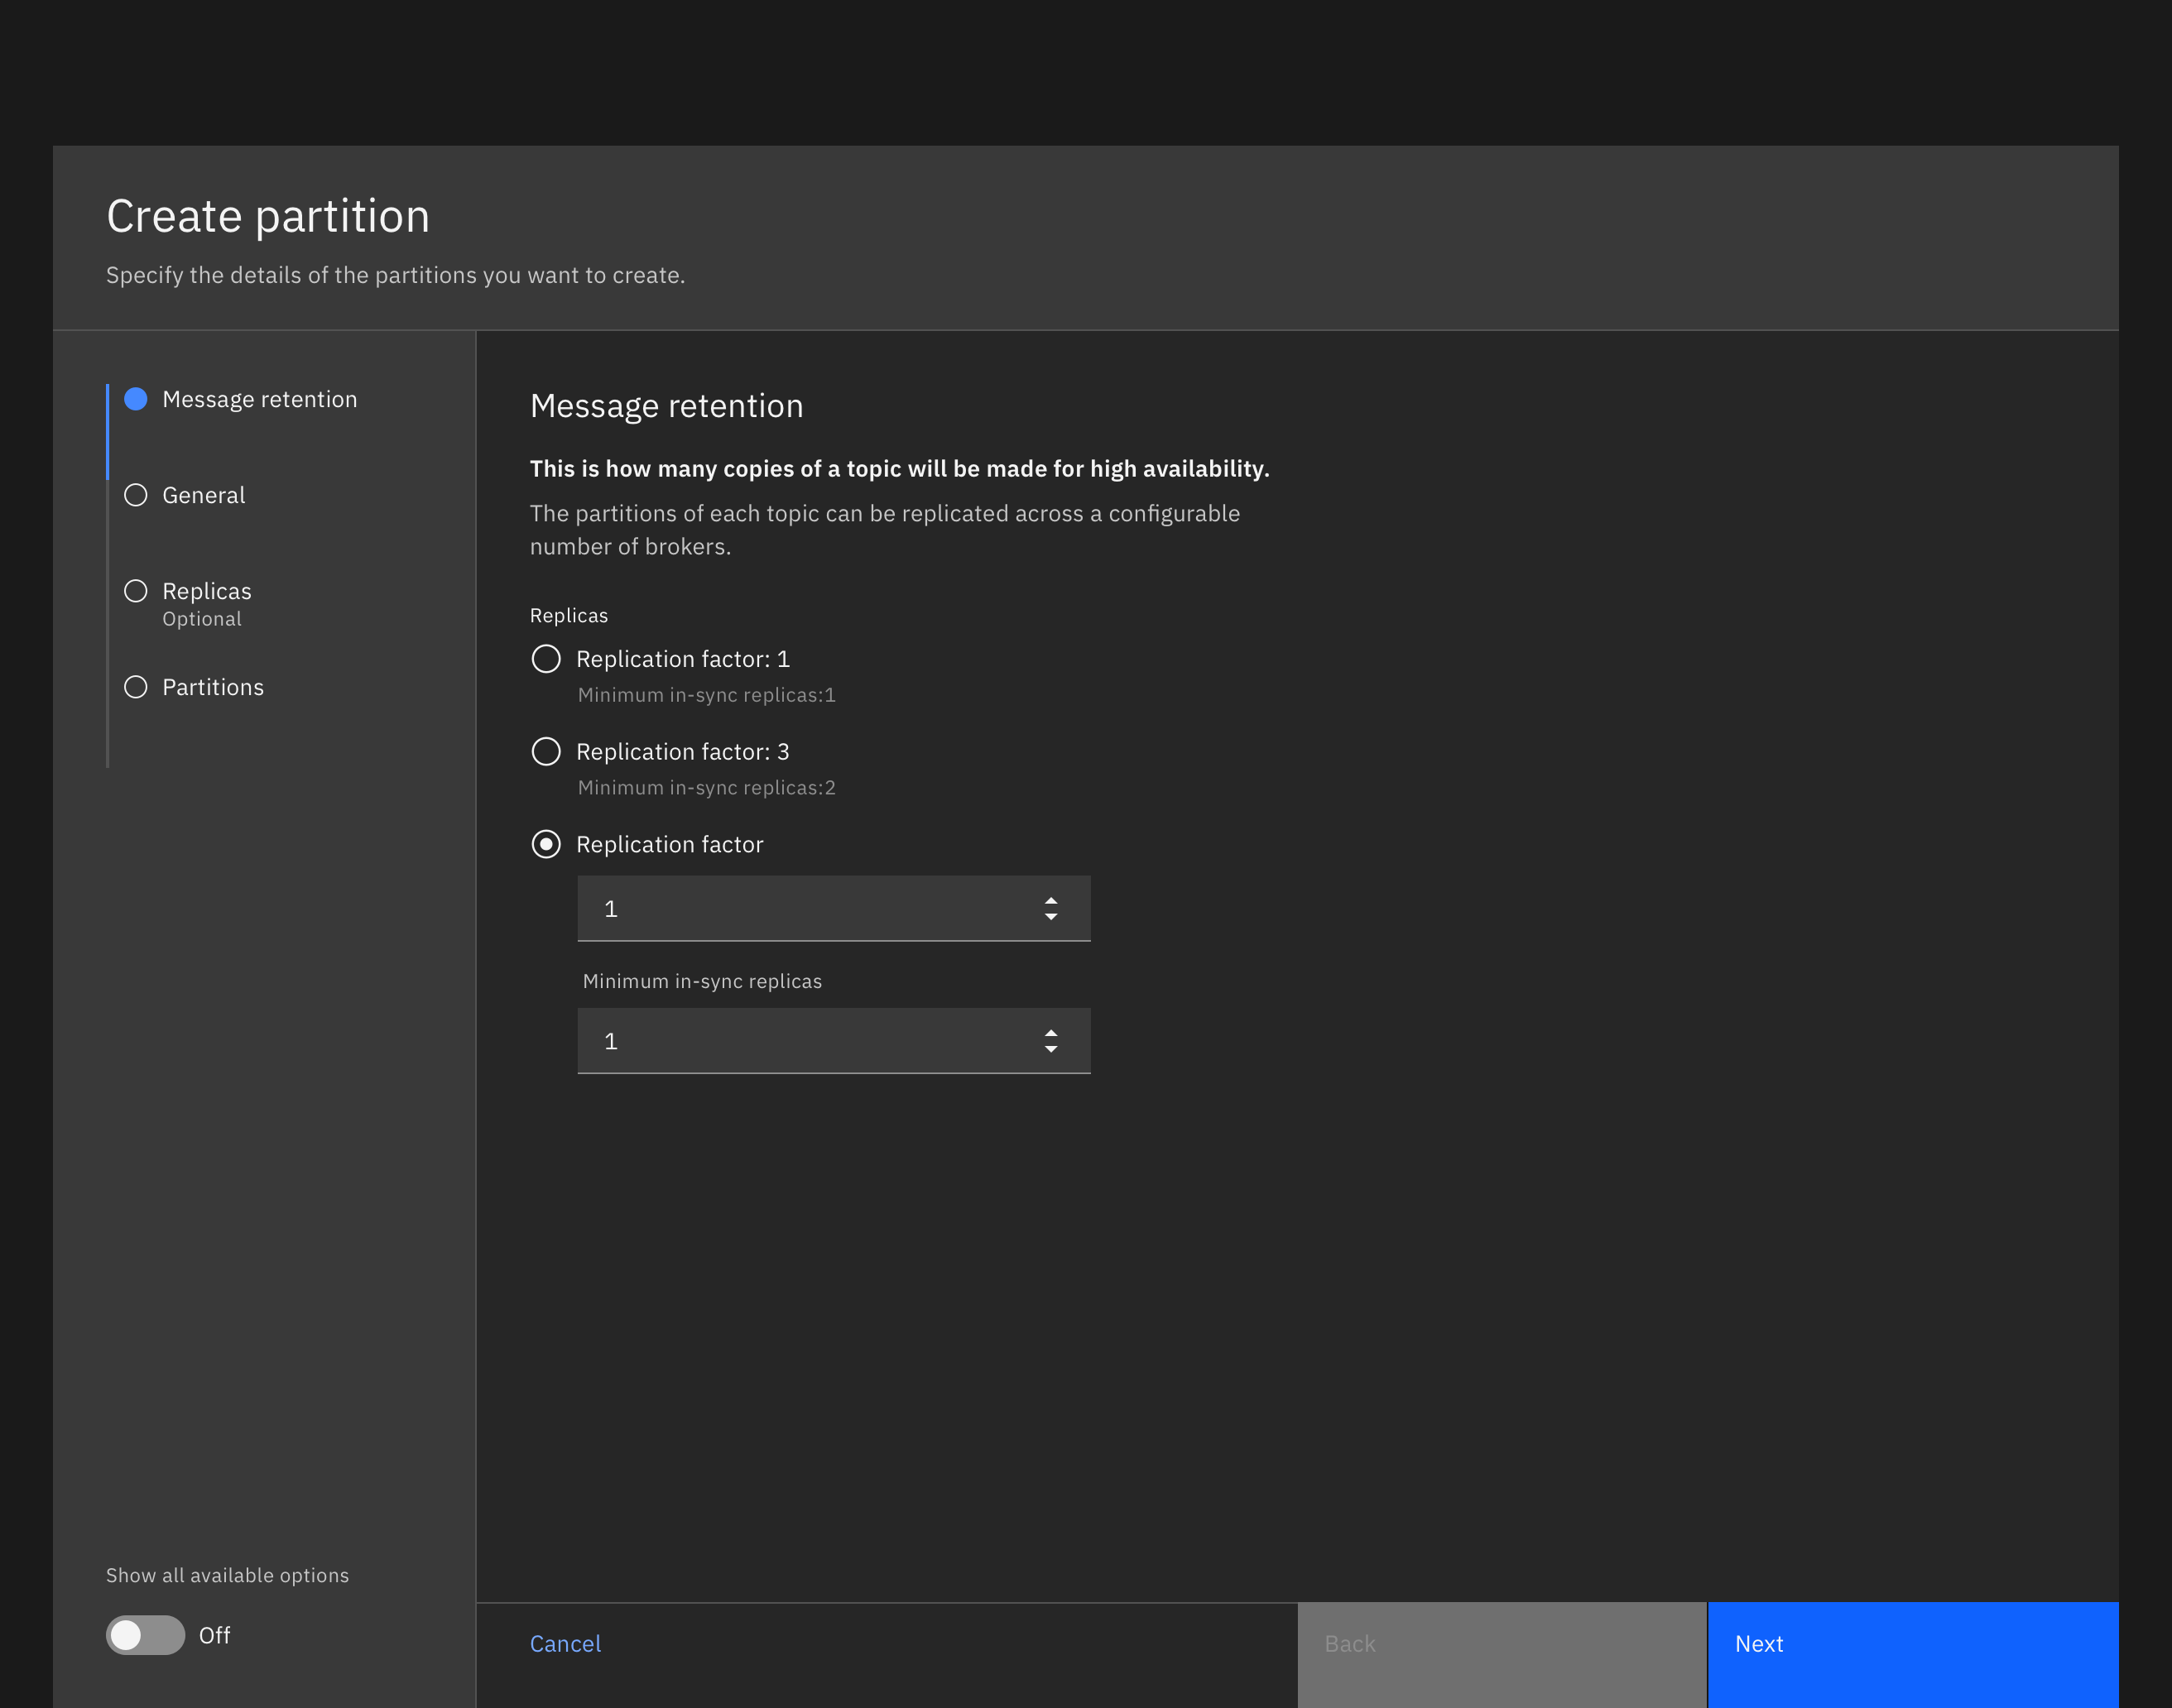 Create partition
Specify the details of the partitions you want to create.
Message retention
General
Replicas
Optional
Partitions
Show all available options
Off
Message retention
This is how many copies of a topic will be made for high availability.
The partitions of each topic can be replicated across a configurable
number of brokers.
Replicas
Replication factor: 1
Minimum in-sync replicas:1
Replication factor: 3
Minimum in-sync replicas:2
Replication factor
1
Minimum in-sync replicas
1
Cancel
Back
Next